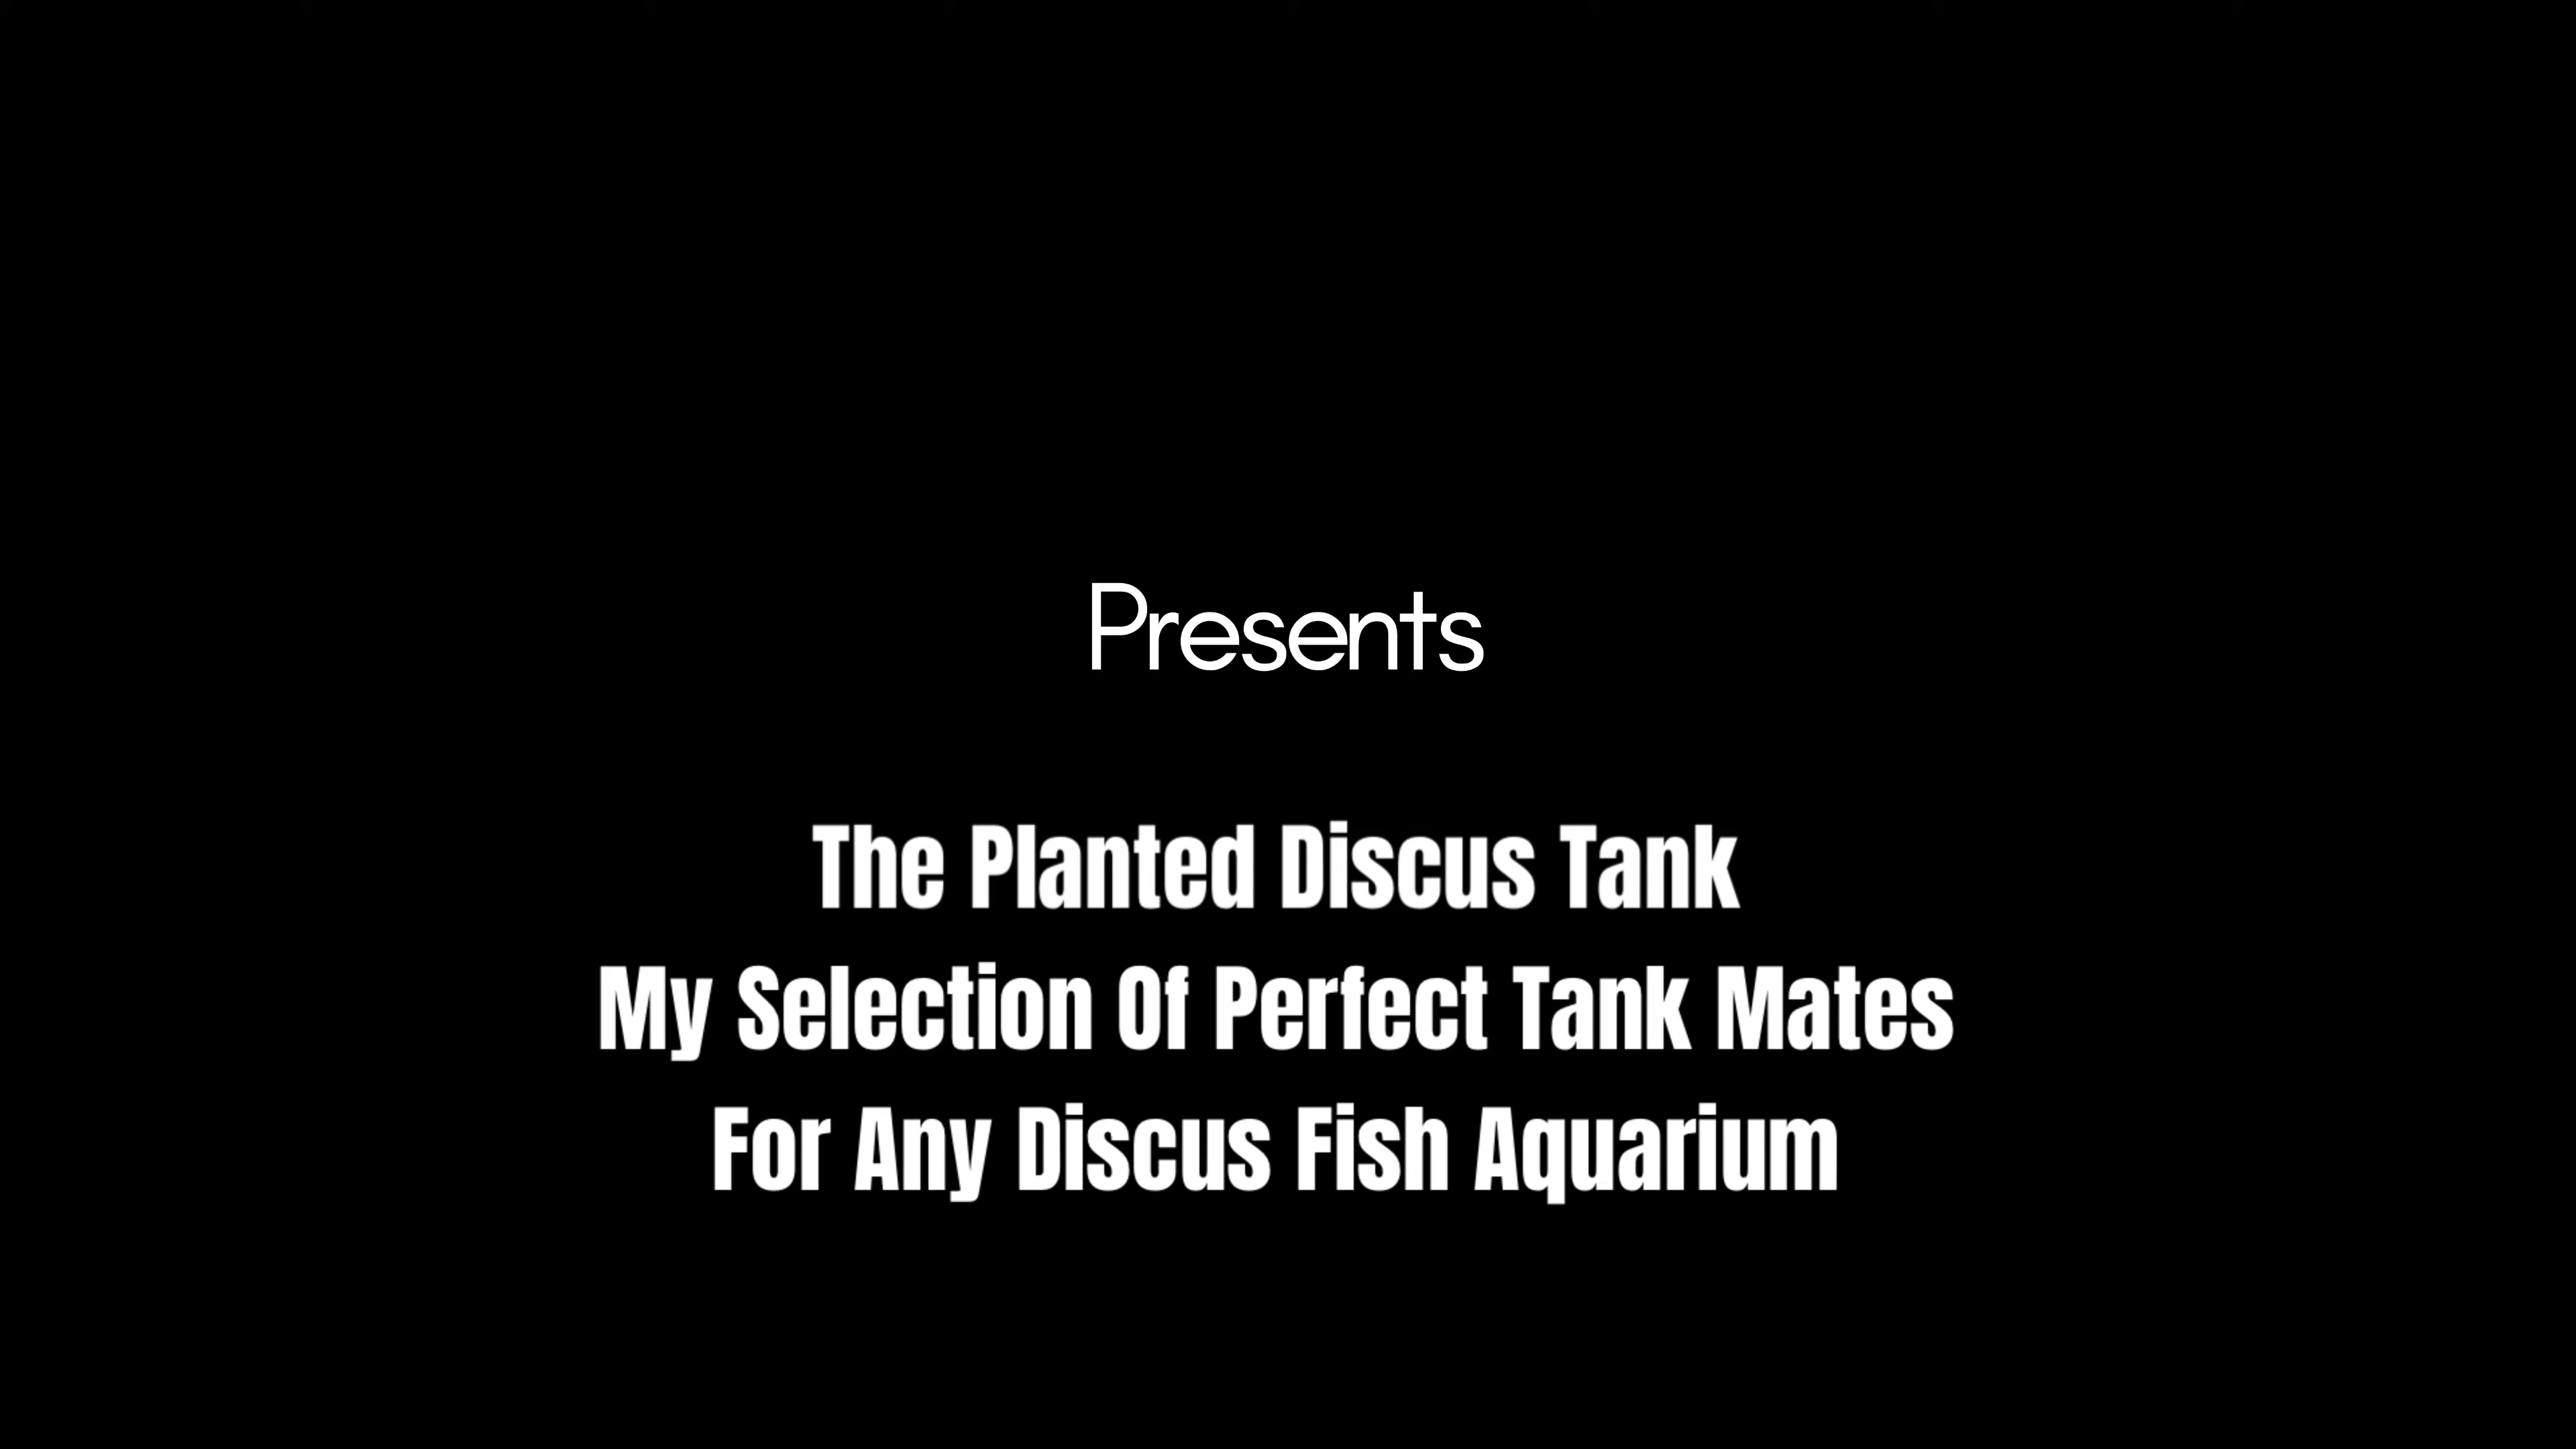 Presents
The Planted Discus Tank
My Selection Of Perfect Tank Mates
For Any Discus Fish Aquarium